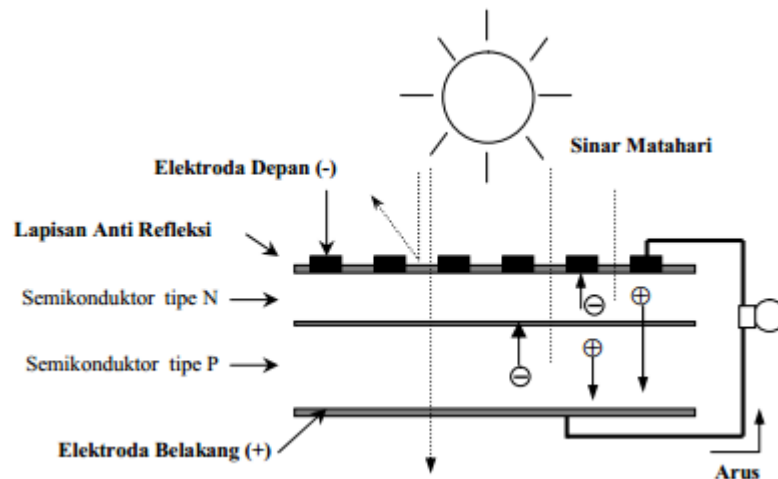 Sinar Matahari
Elektroda Depan (-)
Lapisan Anti Refleksi
Semikonduktor tipe N
Semikonduktor tipe P
Elektroda Belakang (+)
Arus